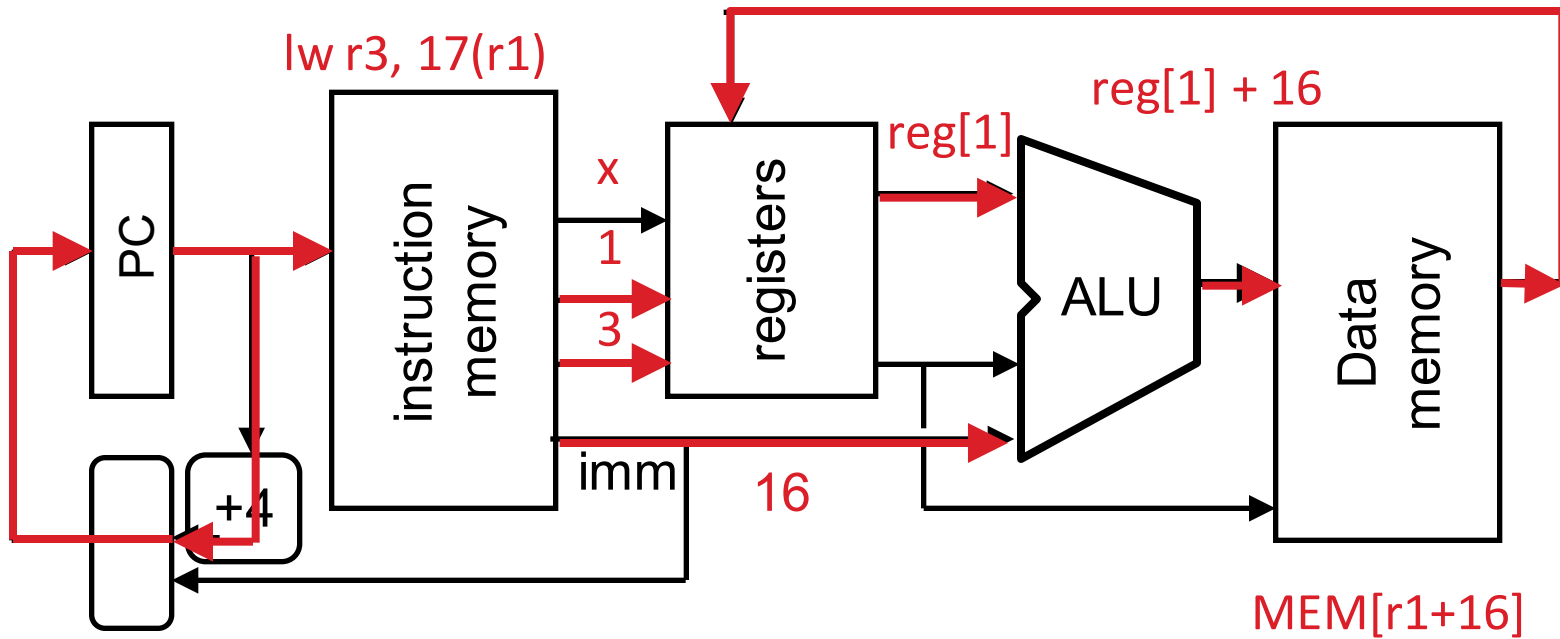 lw r3, 17(r1)
reg[1] + 16
reg[1]
x
1
3
PC
instruction
memory
registers
ALU
Data
memory
imm
16
+4
MEM[r1+16]